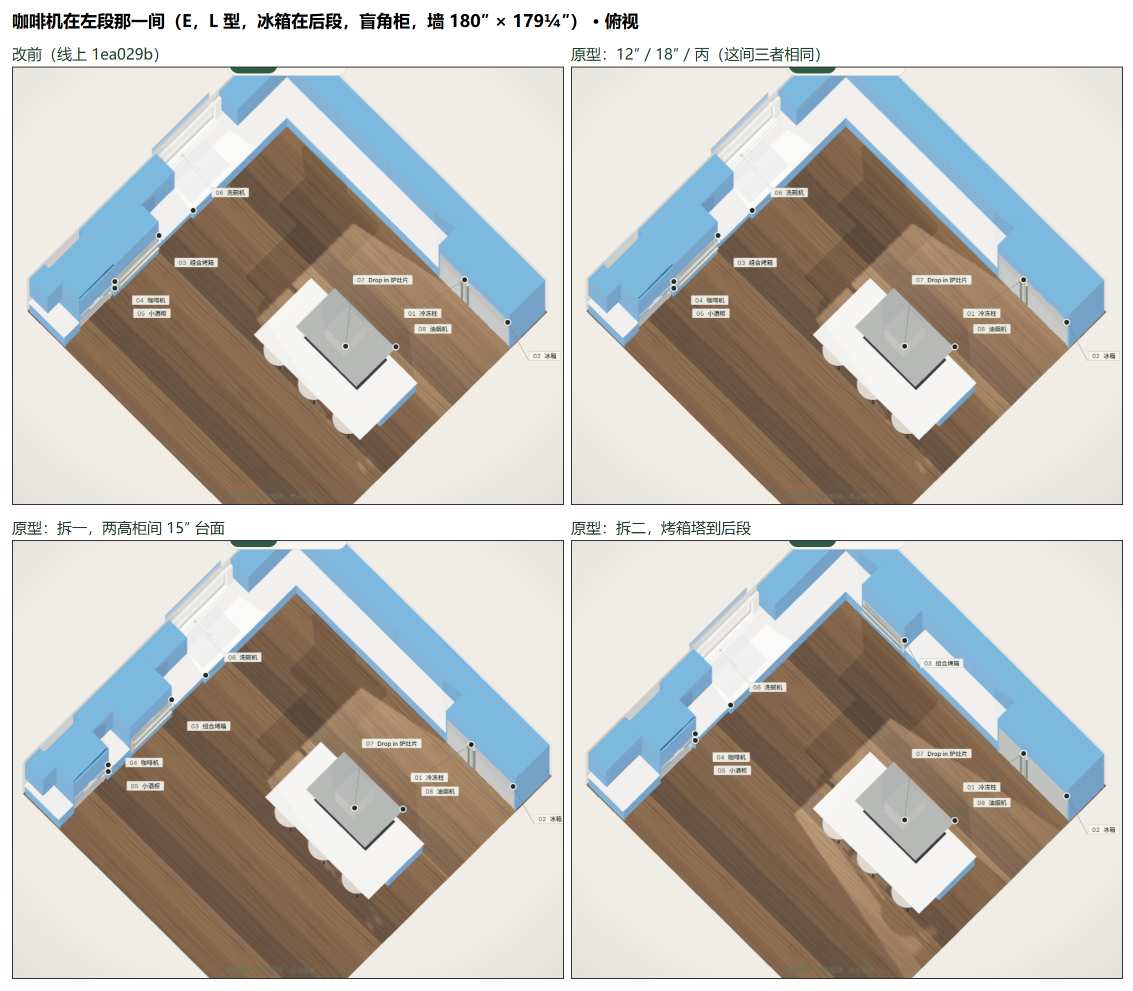 咖啡机在左段那一间（E，L 型，冰箱在后段，盲角柜，墙 180″ × 179¼″）· 俯视
改前（线上 1ea029b）
原型：12″ / 18″ / 丙（这间三者相同）
06 洗碗机
03 组合烤箱
07 Drop in 炉灶片
04 咖啡机
05 小酒柜
01 冷冻柱
08 油烟机
02 冰箱
06 洗碗机
03 组合烤箱
07 Drop in 炉灶片
04 咖啡机
05 小酒柜
01 冷冻柱
08 油烟机
02 冰箱
原型：拆一，两高柜间 15″ 台面
原型：拆二，烤箱塔到后段
06 洗碗机
03 组合烤箱
07 Drop in 炉灶片
04 咖啡机
01 冷冻柱
05 小酒柜
08 油烟机
02 冰箱
03 组合烤箱
06 洗碗机
07 Drop in 炉灶片
04 咖啡机
05 小酒柜
01 冷冻柱
08 油烟机
02 冰箱